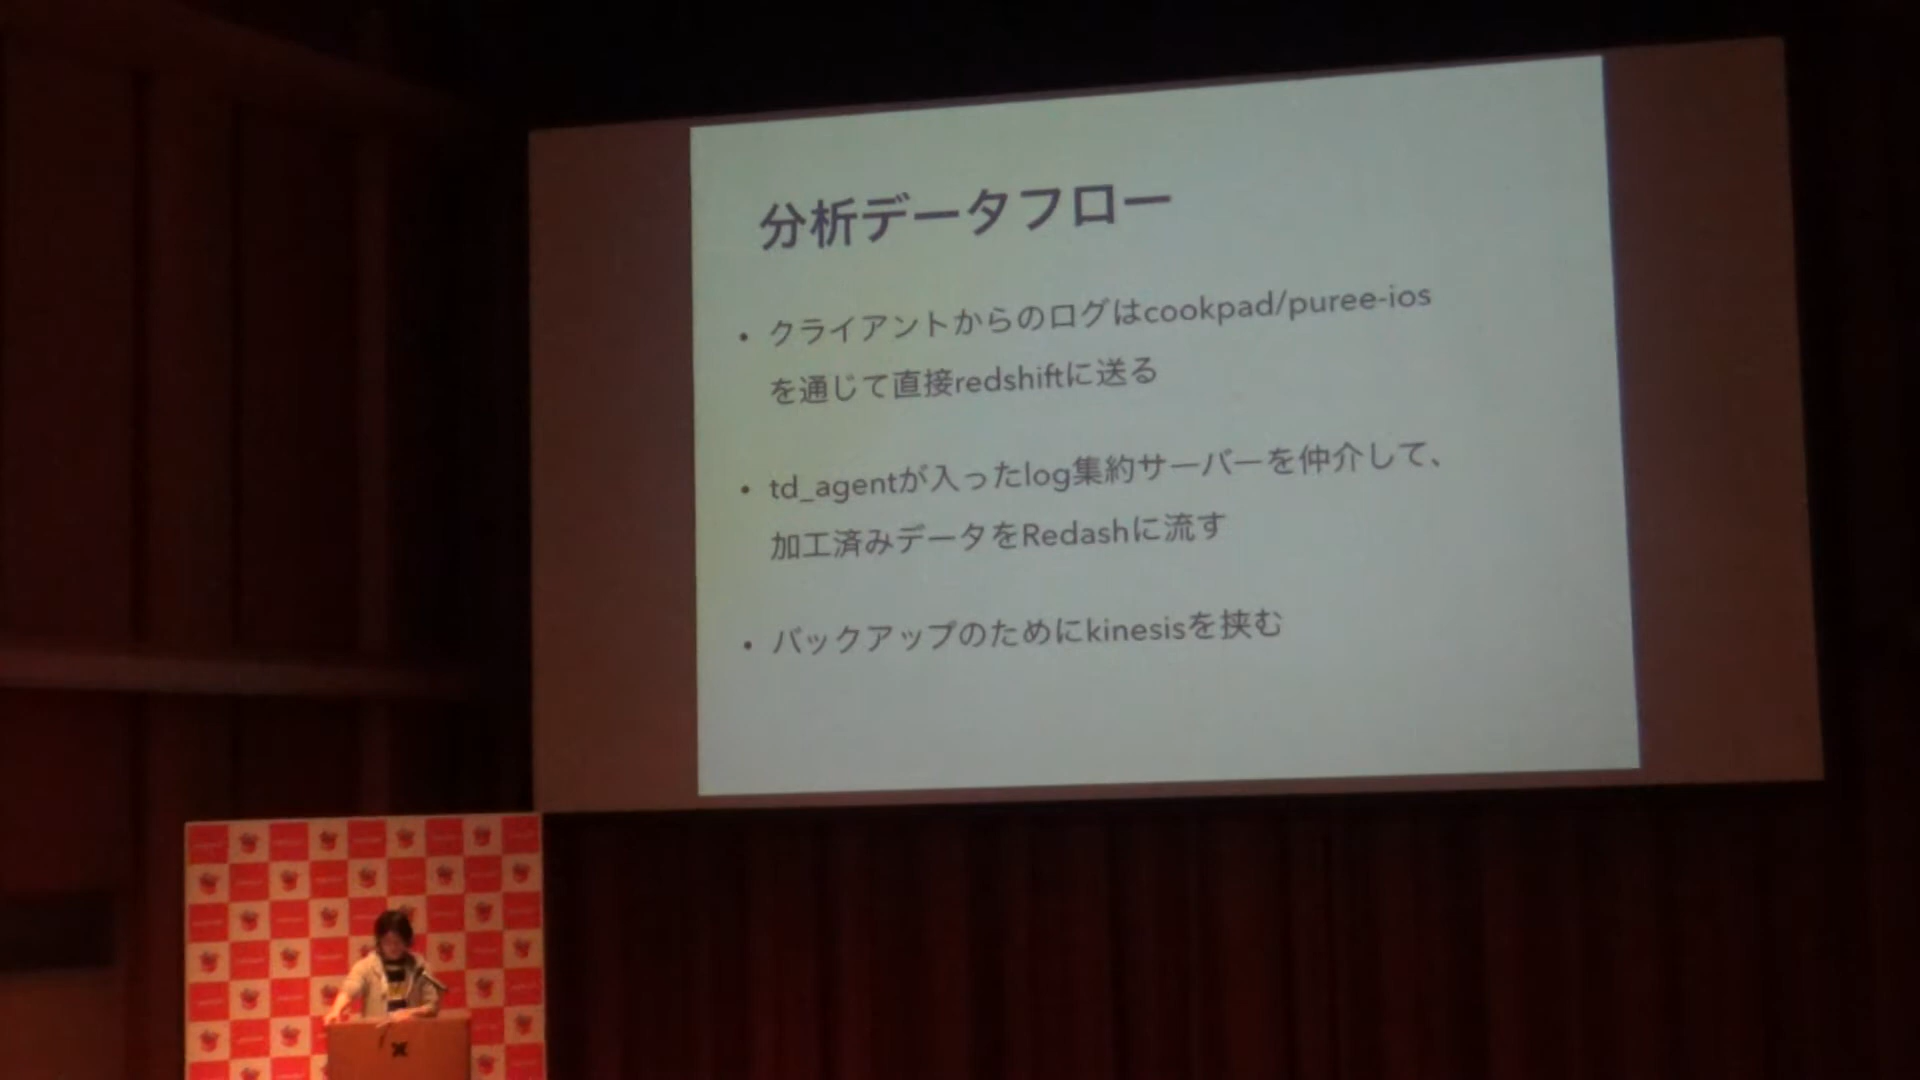 分析データフロー
• クライアントからのログはcookpad/puree-ios
を通じて直接redshiftに送る
• td_agentが入ったlog集約サーバーを仲介して、
加工済みデータをRedashに流す
• バックアップのためにkinesisを挟む